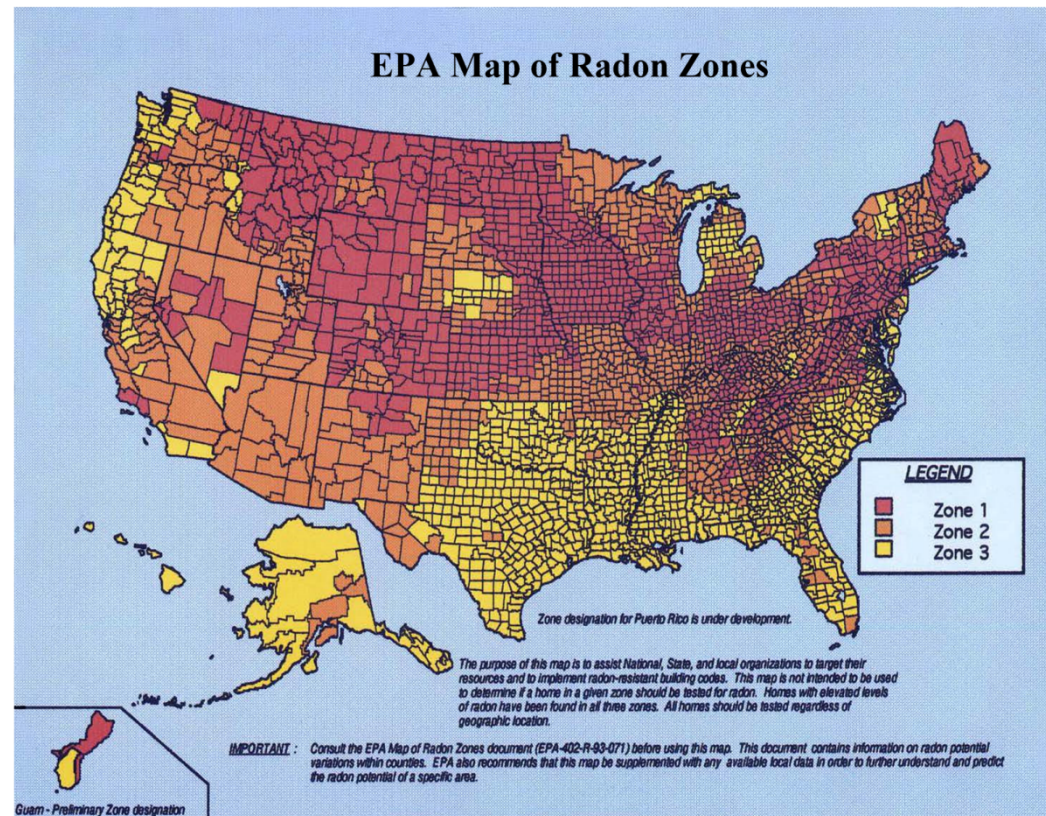 EPA Map of Radon Zones
LEGEND
Zone 1
Zone 2
Zone 3
Zone designation for Puerto Rico is under development.
The purpose of this map is to assist National, State, and local organizations to target their
resources and to implement radon-resistant building codes. This map is not intended to be used
to determine if a home in a given zone should be tested for radon. Homes with elevated levels
of radon have been found in all three zones. All homes should be tested regardless of
geographic location.
IMPORTANT : Consult the EPA Map of Radon Zones document (EPA-402-R-93-071) before using this map. This document contains information on radon potential
variations within counties. EPA also recommends that this map be supplemented with any available local data in order to further understand and predict
the radon potential of a specific area.
Guam - Preliminary Zone designation